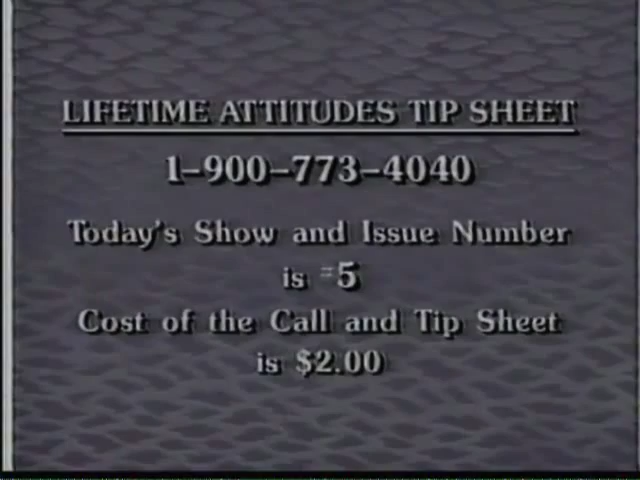 LIFETIME ATTITUDES TIP SHEET
1-900-773-4040
Today's Show and Issue Number
is #5
Cost of the Call and Tip Sheet
is $2.00